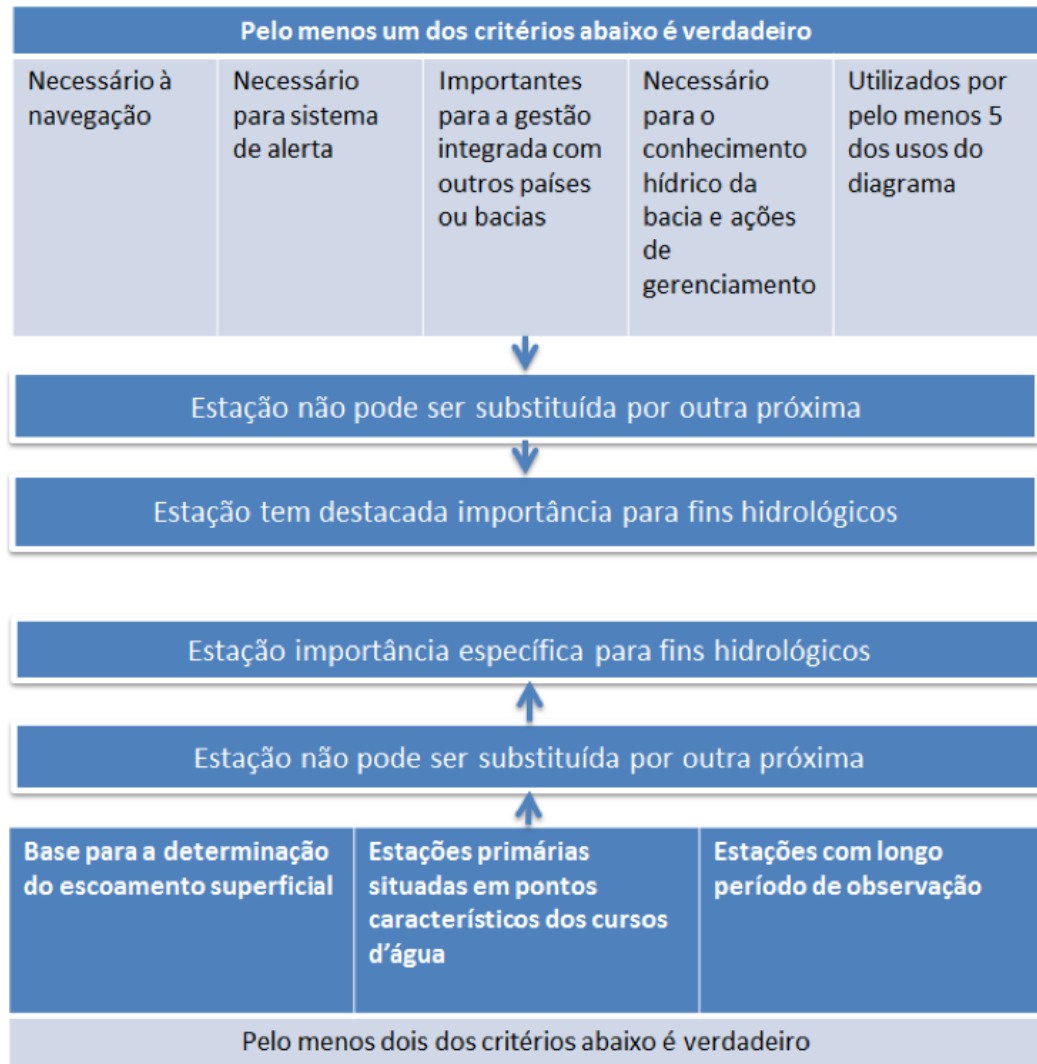 Pelo menos um dos critérios abaixo é verdadeiro
Necessário à
navegação
Necessário
para sistema
de alerta
Importantes
para a gestão
integrada com
outros países
ou bacias
Necessário
para o
conhecimento
hídrico da
bacia e ações
de
gerenciamento
Utilizados por
pelo menos 5
dos usos do
diagrama
Estação não pode ser substituída por outra próxima
Estação tem destacada importância para fins hidrológicos
Estação importância específica para fins hidrológicos
Estação não pode ser substituída por outra próxima
Base para a determinação
do escoamento superficial
Estações primárias
situadas em pontos
característicos dos cursos
d’água
Estações com longo
período de observação
Pelo menos dois dos critérios abaixo é verdadeiro